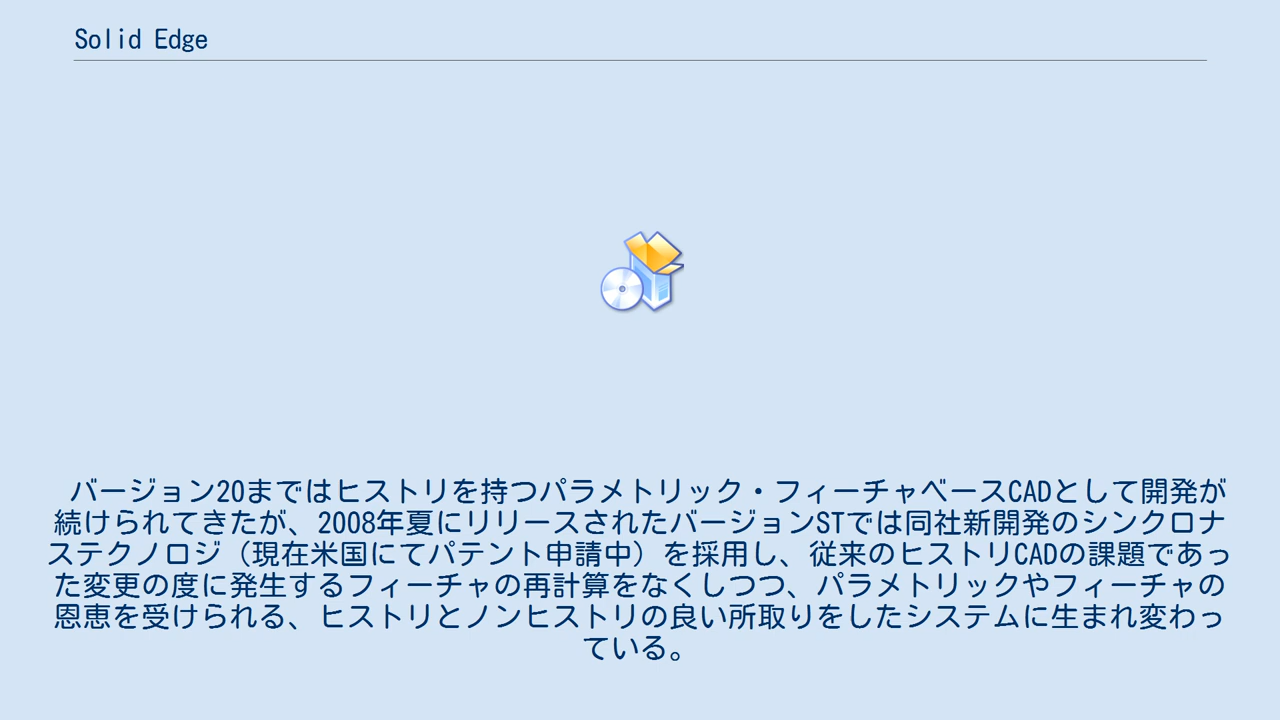 Solid Edge
バージョン20まではヒストリを持つパラメトリック・フィーチャベースCADとして開発が
続けられてきたが、2008年夏にリリースされたバージョンSTでは同社新開発のシンクロナ
ステクノロジ（現在米国にてパテント申請中）を採用し、従来のヒストリCADの課題であっ
た変更の度に発生するフィーチャの再計算をなくしつつ、パラメトリックやフィーチャの
恩恵を受けられる、ヒストリとノンヒストリの良い所取りをしたシステムに生まれ変わっ
ている。